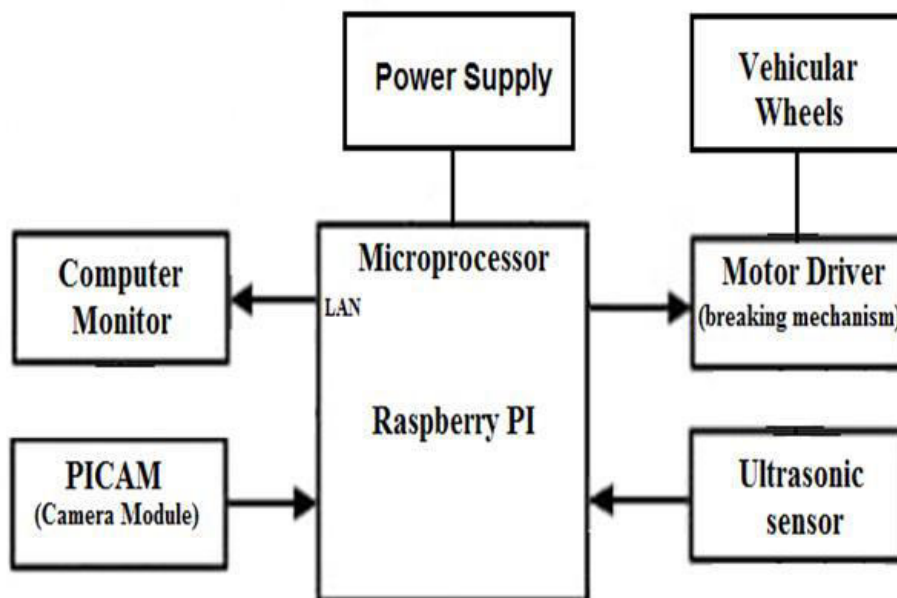 Power Supply
Vehicular
Wheels
Computer
Monitor
LAN
Microprocessor
Raspberry PI
Motor Driver
(breaking mechanism)
PICAM
(Camera Module)
Ultrasonic
sensor